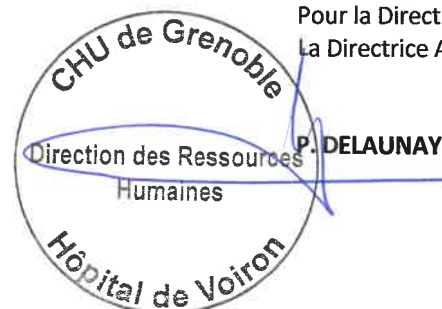 Pour la Direct
La Directrice A
CHU de Grenoble
P. DELAUNAY
Direction des Ressources
Humaines
Hôpital de Voiron